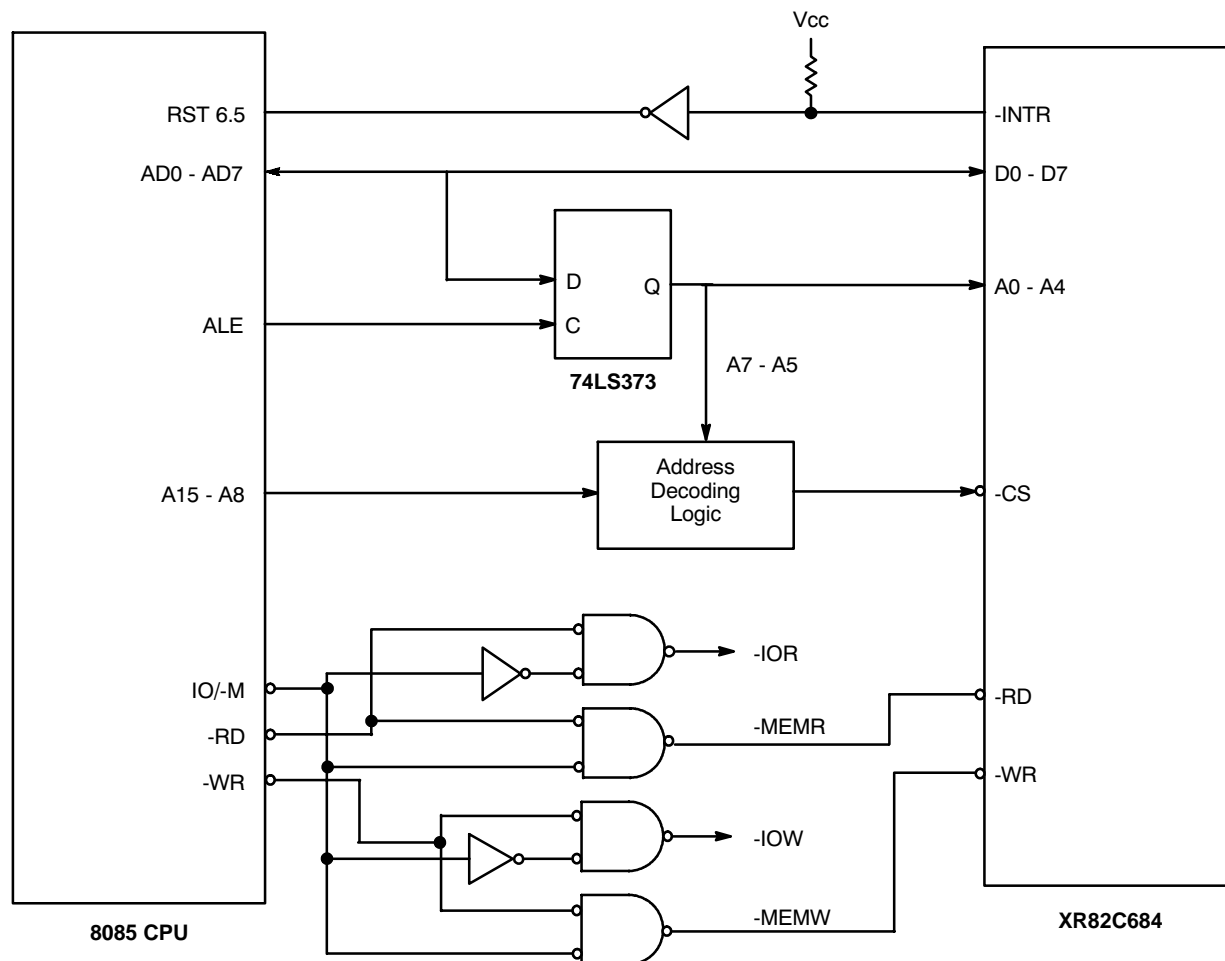 Vcc
RST 6.5
-INTR
AD0 - AD7
D0 - D7
D
Q
A0 - A4
ALE
C
74LS373
A7 - A5
A15 - A8
Address
Decoding
Logic
-CS
-IOR
IO/-M
-RD
-MEMR
-RD
-WR
-WR
-IOW
-MEMW
8085 CPU
XR82C684